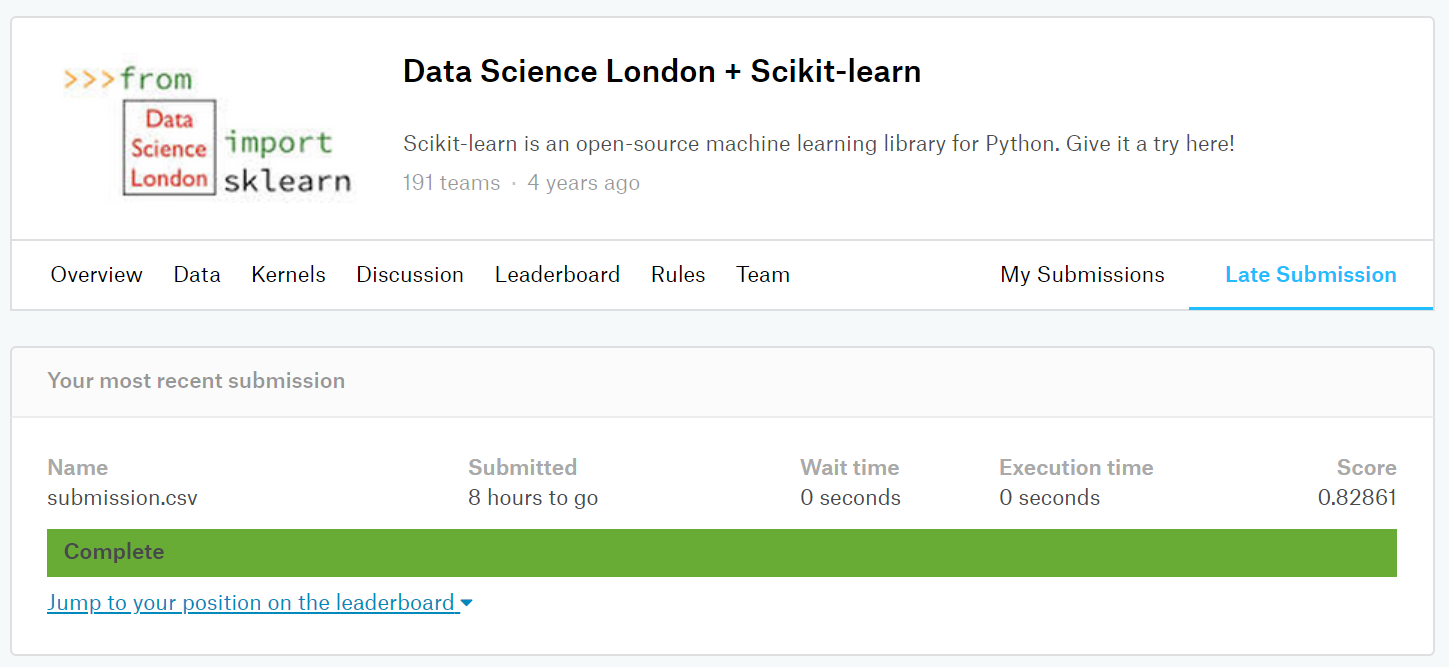 >>>from
Data
Science
London
import
sklearn
Data Science London + Scikit-learn
Scikit-learn is an open-source machine learning library for Python. Give it a try here!
191 teams · 4 years ago
Overview Data Kernels Discussion Leaderboard Rules Team My Submissions Late Submission
Your most recent submission
Name Submitted Wait time Execution time Score
submission.csv 8 hours to go 0 seconds 0 seconds 0.82861
Complete
Jump to your position on the leaderboard